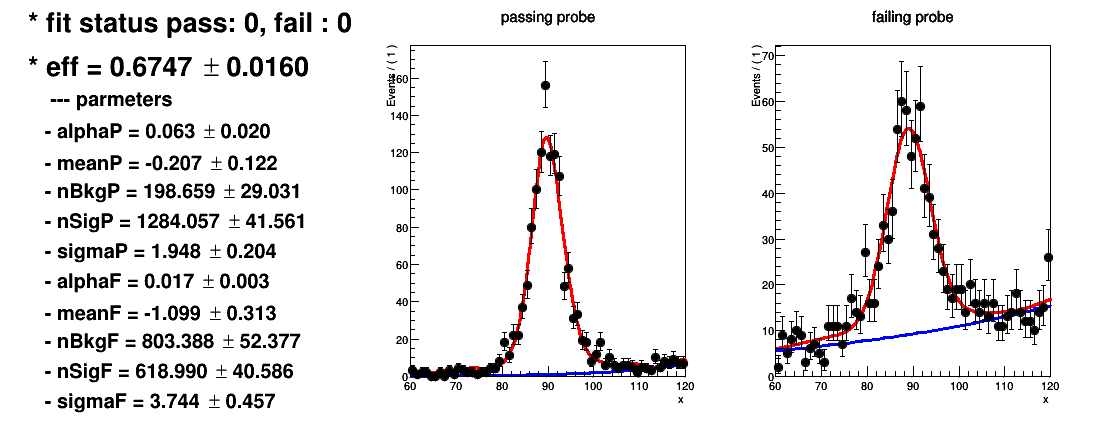 * fit status pass: 0, fail : 0
* eff = 0.6747 ± 0.0160
--- parmeters
- alphaP = 0.063 ± 0.020
- meanP = -0.207 ± 0.122
- nBkgP = 198.659 ± 29.031
- nSigP = 1284.057 ± 41.561
- sigmaP = 1.948 ± 0.204
- alphaF = 0.017 ± 0.003
- meanF = -1.099 ± 0.313
- nBkgF = 803.388 ± 52.377
- nSigF = 618.990 ± 40.586
- sigmaF = 3.744 ± 0.457
passing probe
Events / ( 1 )
160
140
120
100
80
60
40
20
0
60 70 80 90 100 110 120
x
failing probe
Events / ( 1 )
70
60
50
40
30
20
10
0
60 70 80 90 100 110 120
x